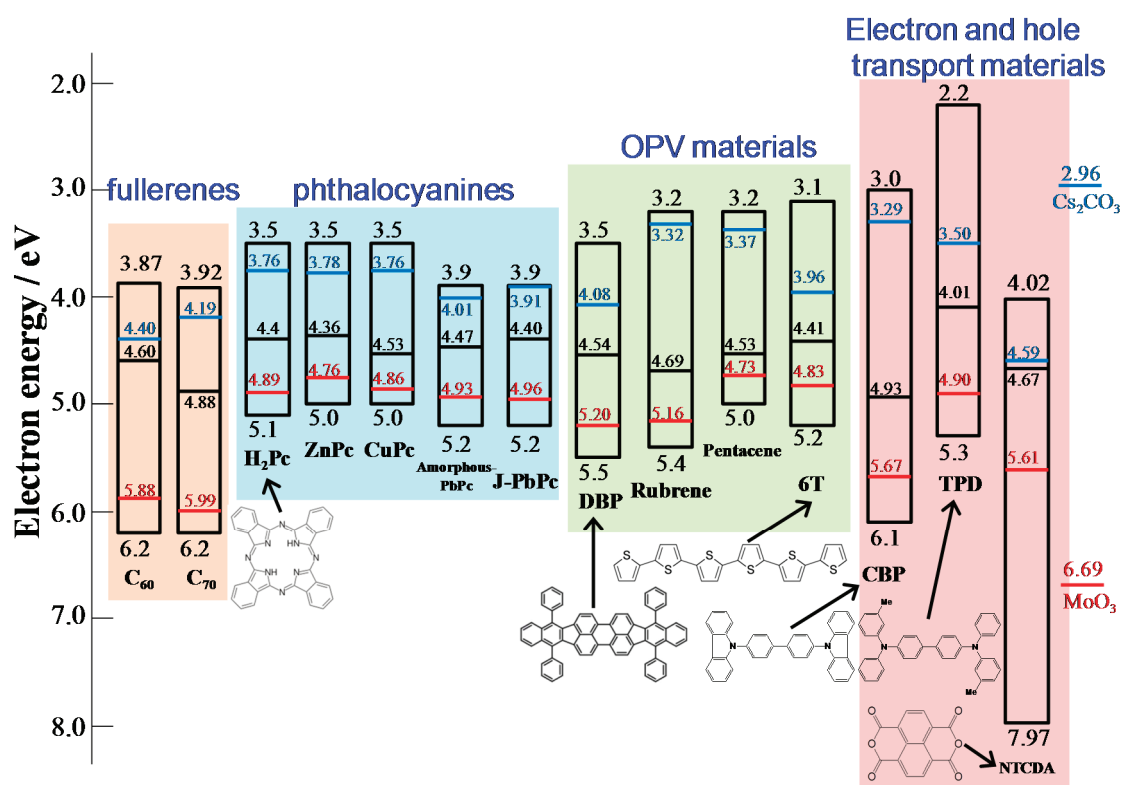 Electron and hole
transport materials
OPV materials
fullerenes
phthalocyanines
Electron energy / eV
2.0
3.0
4.0
5.0
6.0
7.0
8.0
3.87
4.40
4.60
5.88
6.2
C₆₀
3.92
4.19
4.88
5.99
6.2
C₇₀
3.5
3.76
4.4
4.89
5.1
H₂Pc
3.5
3.78
4.36
4.76
5.0
ZnPc
3.5
3.76
4.53
4.86
5.0
CuPc
3.9
4.01
4.47
4.93
5.2
Amorphous-
PbPc
3.9
3.91
4.40
4.96
5.2
J-PbPc
3.5
4.08
4.54
5.20
5.5
DBP
3.2
3.32
4.69
5.16
5.4
Rubrene
3.2
3.37
4.53
4.73
5.0
Pentacene
3.1
3.96
4.41
4.83
5.2
6T
3.0
3.29
4.93
5.67
6.1
CBP
2.2
3.50
4.01
4.90
5.3
TPD
4.02
4.59
4.67
5.61
7.97
NTCDA
2.96
Cs₂CO₃
6.69
MoO₃
N
N
HN
N
N
NH
N
N
S
S
S
S
S
S
N
N
Me
N
N
Me
O
O
O
O
O
O